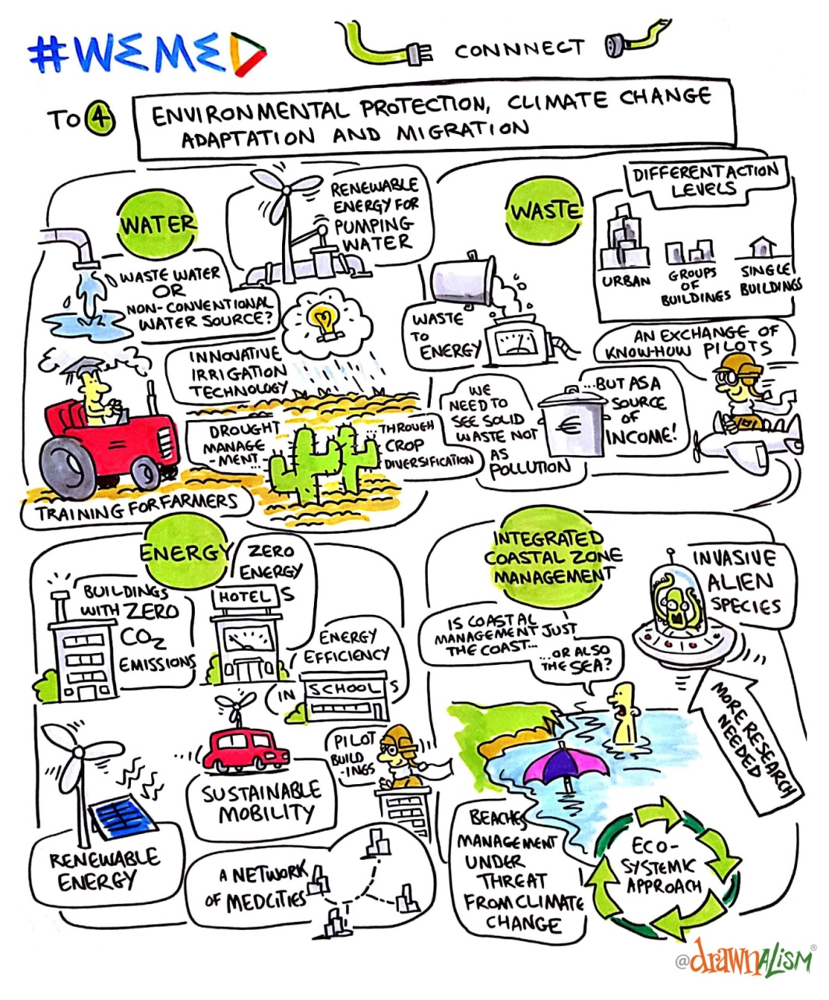 #WEMED
CONNNECT
TO 4
ENVIRONMENTAL PROTECTION, CLIMATE CHANGE
ADAPTATION AND MIGRATION
WATER
RENEWABLE
ENERGY FOR
PUMPING
WATER
WASTE WATER
OR
NON-CONVENTIONAL
WATER SOURCE?
INNOVATIVE
IRRIGATION
TECHNOLOGY
DROUGHT
MANAGE
-MENT...
...THROUGH
CROP
DIVERSIFICATION
TRAINING FOR FARMERS
WASTE
DIFFERENT ACTION
LEVELS
URBAN
GROUPS
OF
BUILDINGS
SINGLE
BUILDINGS
WASTE
TO
ENERGY
AN EXCHANGE OF
KNOW-HOW PILOTS
WE
NEED TO
SEE SOLID
WASTE NOT
AS
POLLUTION
€
...BUT AS A
SOURCE
OF
INCOME!
ENERGY
BUILDINGS
WITH ZERO
CO2
EMISSIONS
ZERO
ENERGY
HOTELS
ENERGY
EFFICIENCY
IN SCHOOLS
SUSTAINABLE
MOBILITY
PILOT
BUILD
-INGS
RENEWABLE
ENERGY
A NETWORK
OF MEDCITIES
INTEGRATED
COASTAL ZONE
MANAGEMENT
INVASIVE
ALIEN
SPECIES
IS COASTAL
MANAGEMENT JUST
THE COAST...
...OR ALSO
THE SEA?
MORE RESEARCH
NEEDED
BEACHES
MANAGEMENT
UNDER
THREAT
FROM CLIMATE
CHANGE
ECO-
SYSTEMIC
APPROACH
@drawnALiSM®